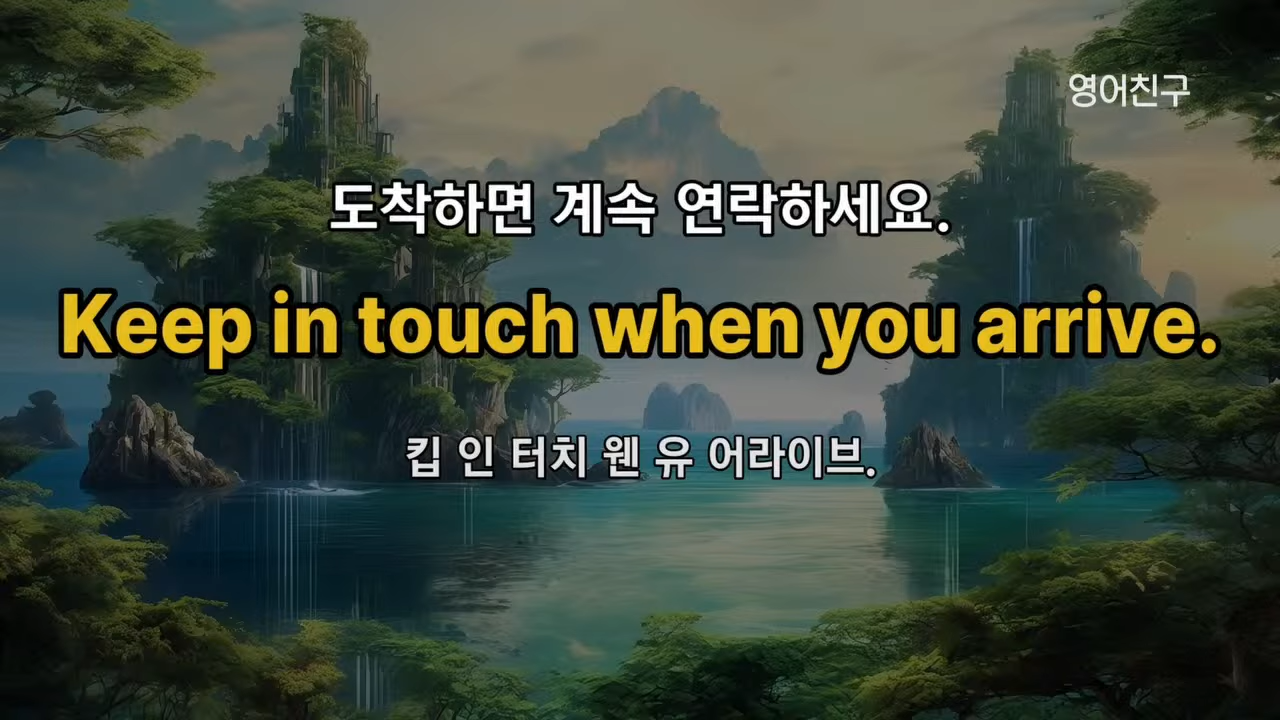 영어친구
도착하면 계속 연락하세요.
Keep in touch when you arrive.
킵 인 터치 웬 유 어라이브.